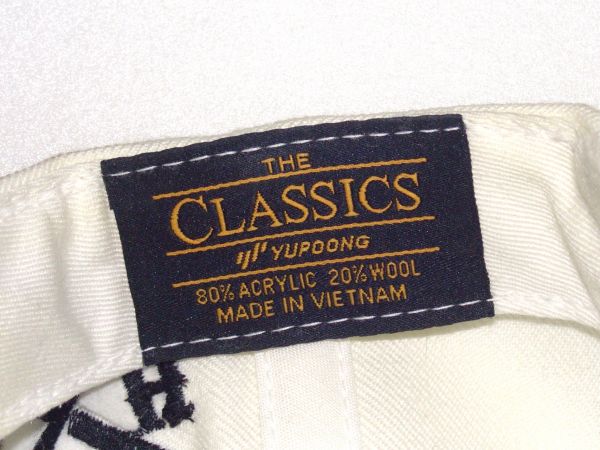 THE
CLASSICS
YUPOONG
80% ACRYLIC 20% WOOL
MADE IN VIETNAM
H